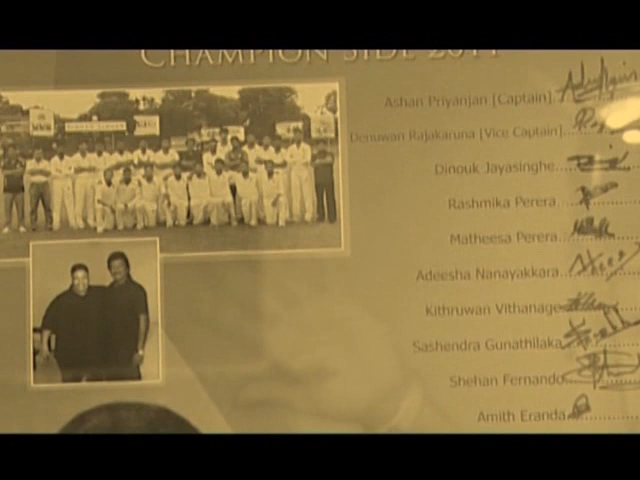 CHAMPION SIDE 2011
Ashan Priyanjan [Captain]
Denuwan Rajakaruna [Vice Captain]
Dinouk Jayasinghe
Rashmika Perera
Matheesa Perera
Adeesha Nanayakkara
Kithruwan Vithanage
Sashendra Gunathilaka
Shehan Fernando
Amith Eranda